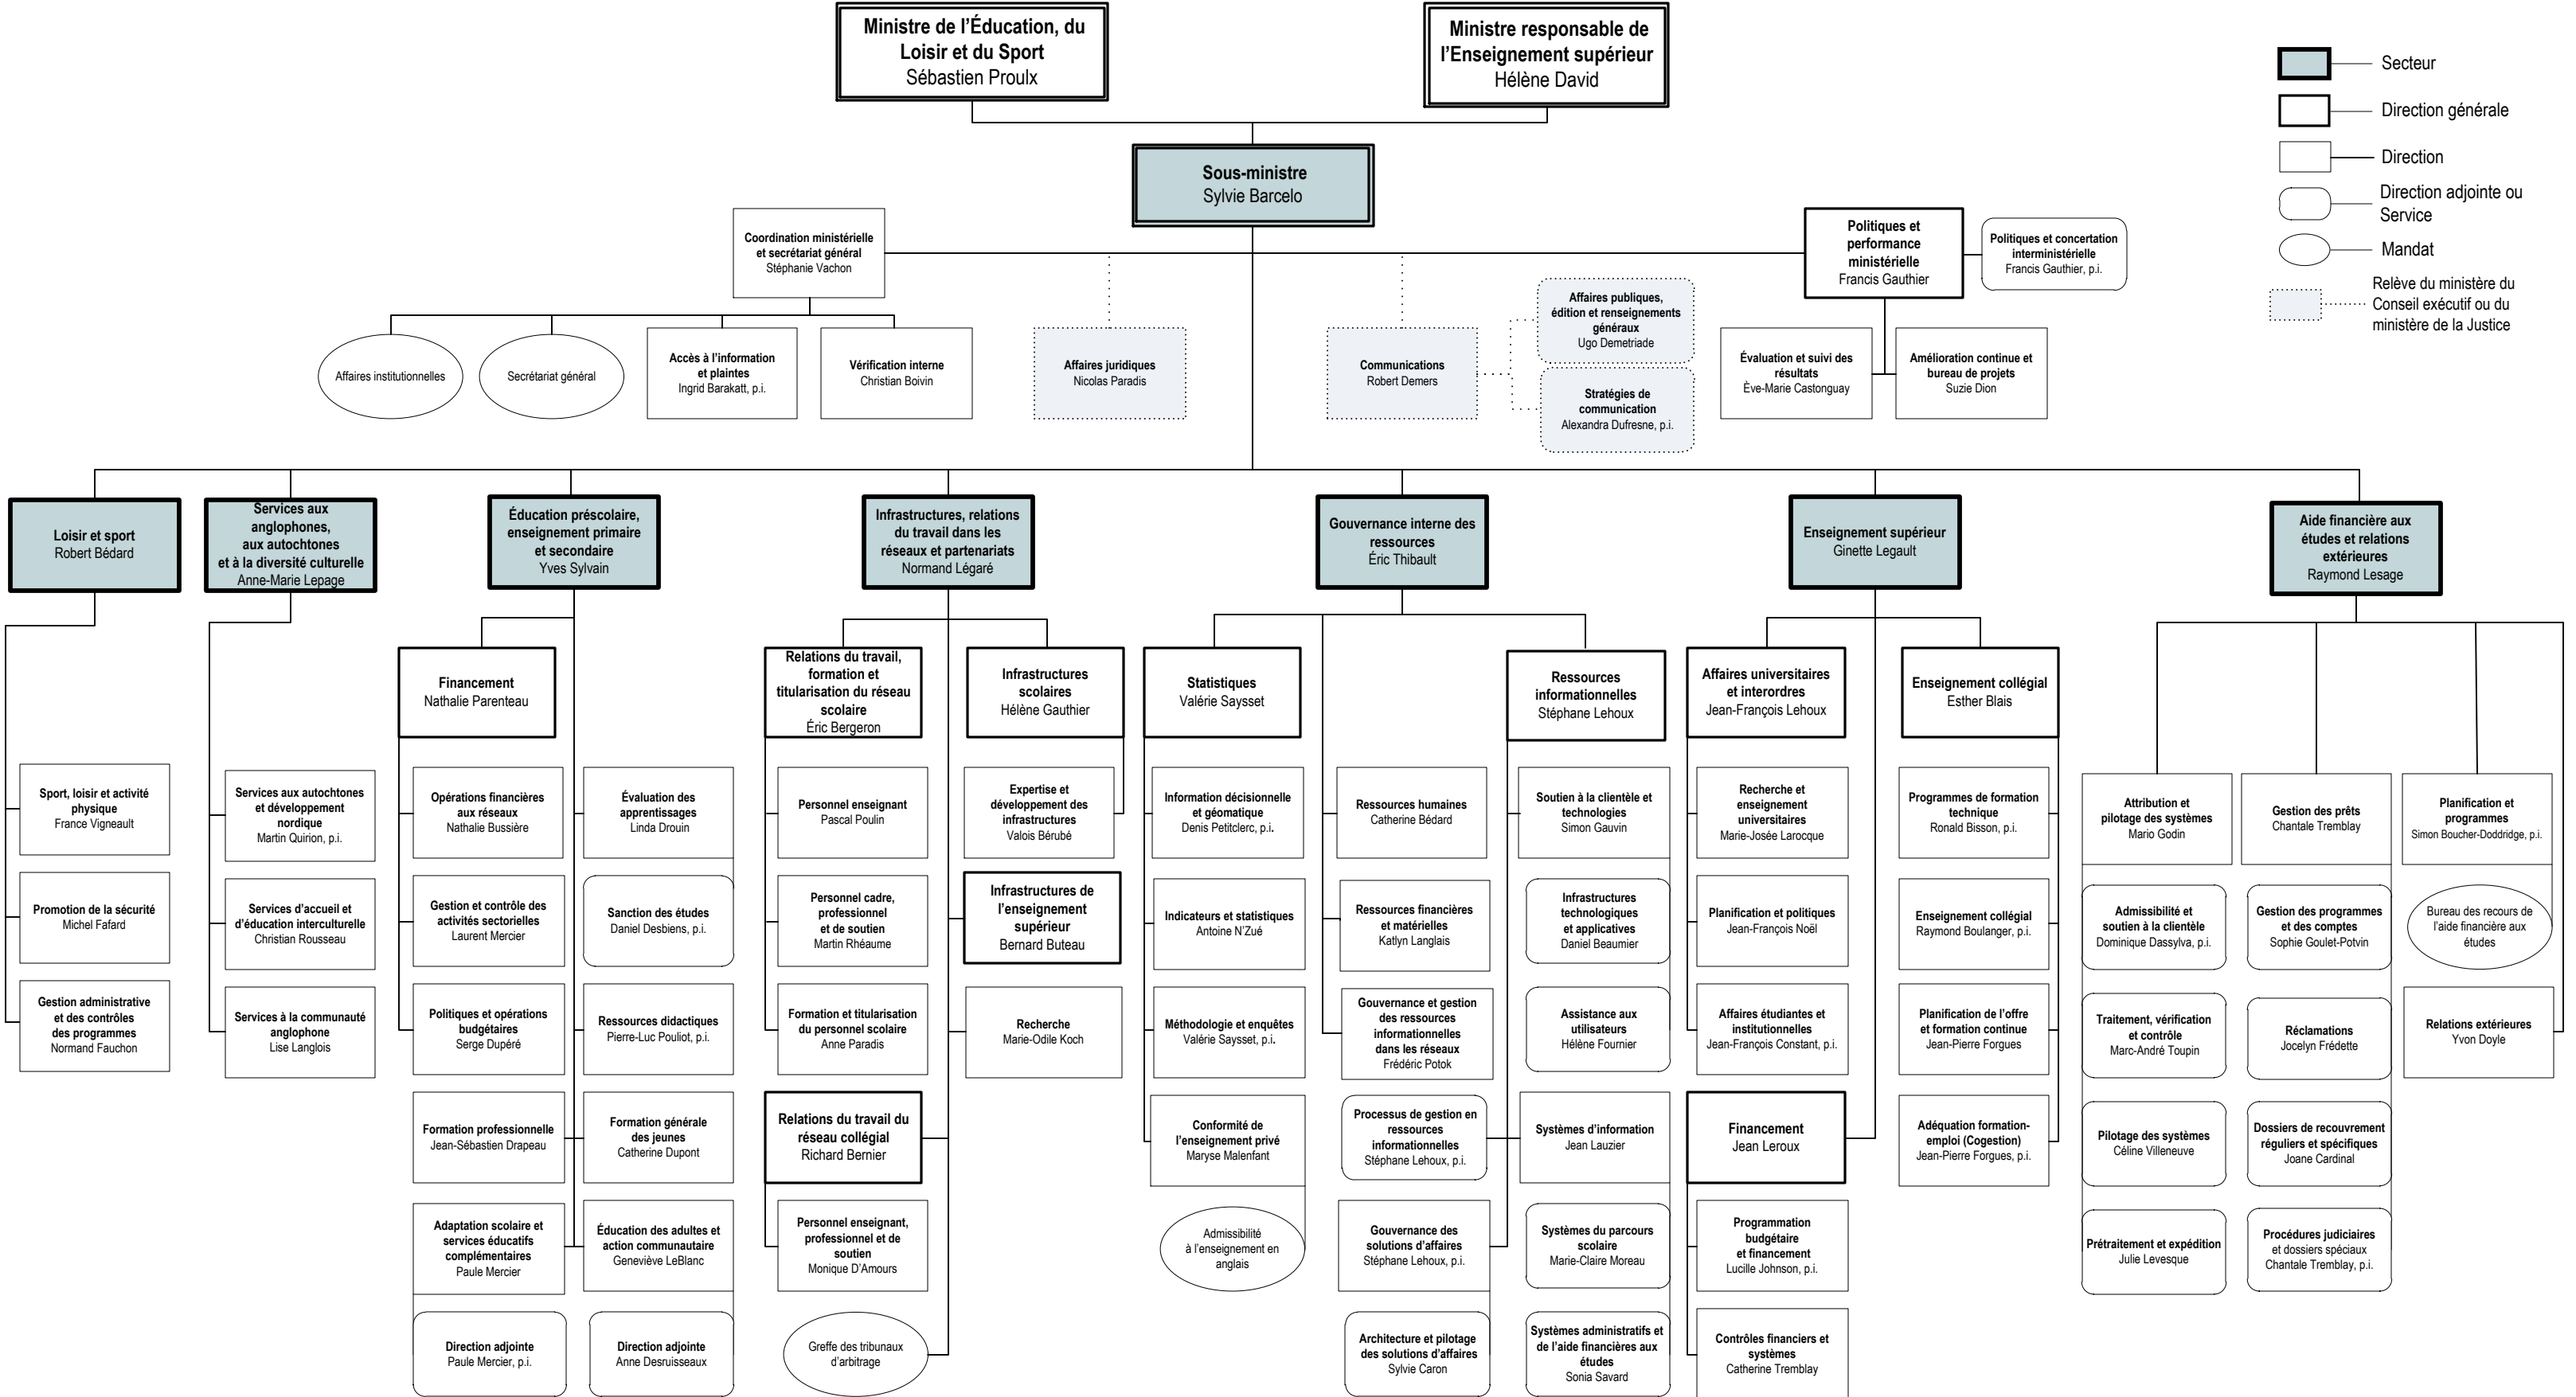 Ministre de l'Éducation, du
Loisir et du Sport
Sébastien Proulx
Ministre responsable de
l'Enseignement supérieur
Hélène David
Secteur
Direction générale
Direction
Direction adjointe ou
Service
Mandat
Relève du ministère du
Conseil exécutif ou du
ministère de la Justice
Sous-ministre
Sylvie Barcelo
Coordination ministérielle
et secrétariat général
Stéphanie Vachon
Politiques et
performance
ministérielle
Francis Gauthier
Politiques et concertation
interministérielle
Francis Gauthier, p.i.
Affaires institutionnelles
Secrétariat général
Accès à l'information
et plaintes
Ingrid Barakatt, p.i.
Vérification interne
Christian Boivin
Affaires juridiques
Nicolas Paradis
Communications
Robert Demers
Affaires publiques,
édition et renseignements
généraux
Ugo Demetriade
Stratégies de
communication
Alexandra Dufresne, p.i.
Évaluation et suivi des
résultats
Ève-Marie Castonguay
Amélioration continue et
bureau de projets
Suzie Dion
Loisir et sport
Robert Bédard
Services aux
anglophones,
aux autochtones
et à la diversité culturelle
Anne-Marie Lepage
Éducation préscolaire,
enseignement primaire
et secondaire
Yves Sylvain
Infrastructures, relations
du travail dans les
réseaux et partenariats
Normand Légaré
Gouvernance interne des
ressources
Éric Thibault
Enseignement supérieur
Ginette Legault
Aide financière aux
études et relations
extérieures
Raymond Lesage
Sport, loisir et activité
physique
France Vigneault
Promotion de la sécurité
Michel Fafard
Gestion administrative
et des contrôles
des programmes
Normand Fauchon
Services aux autochtones
et développement
nordique
Martin Quirion, p.i.
Services d'accueil et
d'éducation interculturelle
Christian Rousseau
Services à la communauté
anglophone
Lise Langlois
Financement
Nathalie Parenteau
Opérations financières
aux réseaux
Nathalie Bussière
Gestion et contrôle des
activités sectorielles
Laurent Mercier
Politiques et opérations
budgétaires
Serge Dupéré
Formation professionnelle
Jean-Sébastien Drapeau
Adaptation scolaire et
services éducatifs
complémentaires
Paule Mercier
Direction adjointe
Paule Mercier, p.i.
Évaluation des
apprentissages
Linda Drouin
Sanction des études
Daniel Desbiens, p.i.
Ressources didactiques
Pierre-Luc Pouliot, p.i.
Formation générale
des jeunes
Catherine Dupont
Éducation des adultes et
action communautaire
Geneviève LeBlanc
Direction adjointe
Anne Desruisseaux
Relations du travail,
formation et
titularisation du réseau
scolaire
Éric Bergeron
Personnel enseignant
Pascal Poulin
Personnel cadre,
professionnel
et de soutien
Martin Rhéaume
Formation et titularisation
du personnel scolaire
Anne Paradis
Relations du travail du
réseau collégial
Richard Bernier
Personnel enseignant,
professionnel et de
soutien
Monique D'Amours
Greffe des tribunaux
d'arbitrage
Infrastructures
scolaires
Hélène Gauthier
Expertise et
développement des
infrastructures
Valois Bérubé
Infrastructures de
l'enseignement
supérieur
Bernard Buteau
Recherche
Marie-Odile Koch
Statistiques
Valérie Saysset
Information décisionnelle
et géomatique
Denis Petitclerc, p.i.
Indicateurs et statistiques
Antoine N'Zué
Méthodologie et enquêtes
Valérie Saysset, p.i.
Conformité de
l'enseignement privé
Maryse Malenfant
Admissibilité
à l'enseignement en
anglais
Ressources humaines
Catherine Bédard
Ressources financières
et matérielles
Katlyn Langlais
Gouvernance et gestion
des ressources
informationnelles
dans les réseaux
Frédéric Potok
Processus de gestion en
ressources
informationnelles
Stéphane Lehoux, p.i.
Gouvernance des
solutions d'affaires
Stéphane Lehoux, p.i.
Architecture et pilotage
des solutions d'affaires
Sylvie Caron
Ressources
informationnelles
Stéphane Lehoux
Soutien à la clientèle et
technologies
Simon Gauvin
Infrastructures
technologiques
et applicatives
Daniel Beaumier
Assistance aux
utilisateurs
Hélène Fournier
Systèmes d'information
Jean Lauzier
Systèmes du parcours
scolaire
Marie-Claire Moreau
Systèmes administratifs et
de l'aide financières aux
études
Sonia Savard
Affaires universitaires
et interordres
Jean-François Lehoux
Recherche et
enseignement
universitaires
Marie-Josée Larocque
Planification et politiques
Jean-François Noël
Affaires étudiantes et
institutionnelles
Jean-François Constant, p.i.
Financement
Jean Leroux
Programmation
budgétaire
et financement
Lucille Johnson, p.i.
Contrôles financiers et
systèmes
Catherine Tremblay
Enseignement collégial
Esther Blais
Programmes de formation
technique
Ronald Bisson, p.i.
Enseignement collégial
Raymond Boulanger, p.i.
Planification de l'offre
et formation continue
Jean-Pierre Forgues
Adéquation formation-
emploi (Cogestion)
Jean-Pierre Forgues, p.i.
Attribution et
pilotage des systèmes
Mario Godin
Admissibilité et
soutien à la clientèle
Dominique Dassylva, p.i.
Traitement, vérification
et contrôle
Marc-André Toupin
Pilotage des systèmes
Céline Villeneuve
Prétraitement et expédition
Julie Levesque
Gestion des prêts
Chantale Tremblay
Gestion des programmes
et des comptes
Sophie Goulet-Potvin
Réclamations
Jocelyn Frédette
Dossiers de recouvrement
réguliers et spécifiques
Joane Cardinal
Procédures judiciaires
et dossiers spéciaux
Chantale Tremblay, p.i.
Planification et
programmes
Simon Boucher-Doddridge, p.i.
Bureau des recours de
l'aide financière aux
études
Relations extérieures
Yvon Doyle